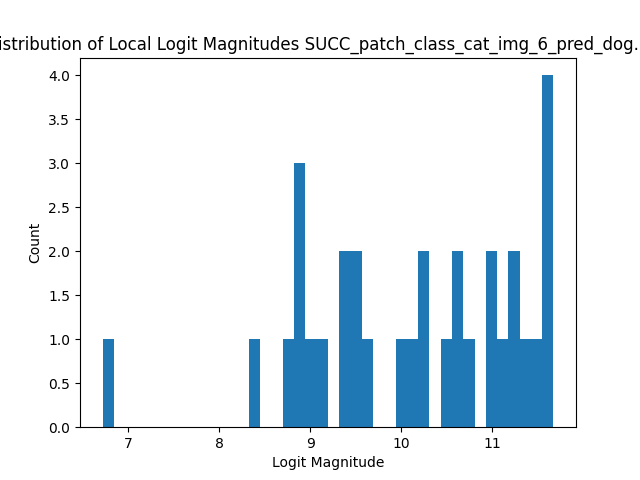 istribution of Local Logit Magnitudes SUCC_patch_class_cat_img_6_pred_dog.
4.0
3.5
3.0
2.5
2.0
1.5
1.0
0.5
0.0
Count
7 8 9 10 11
Logit Magnitude